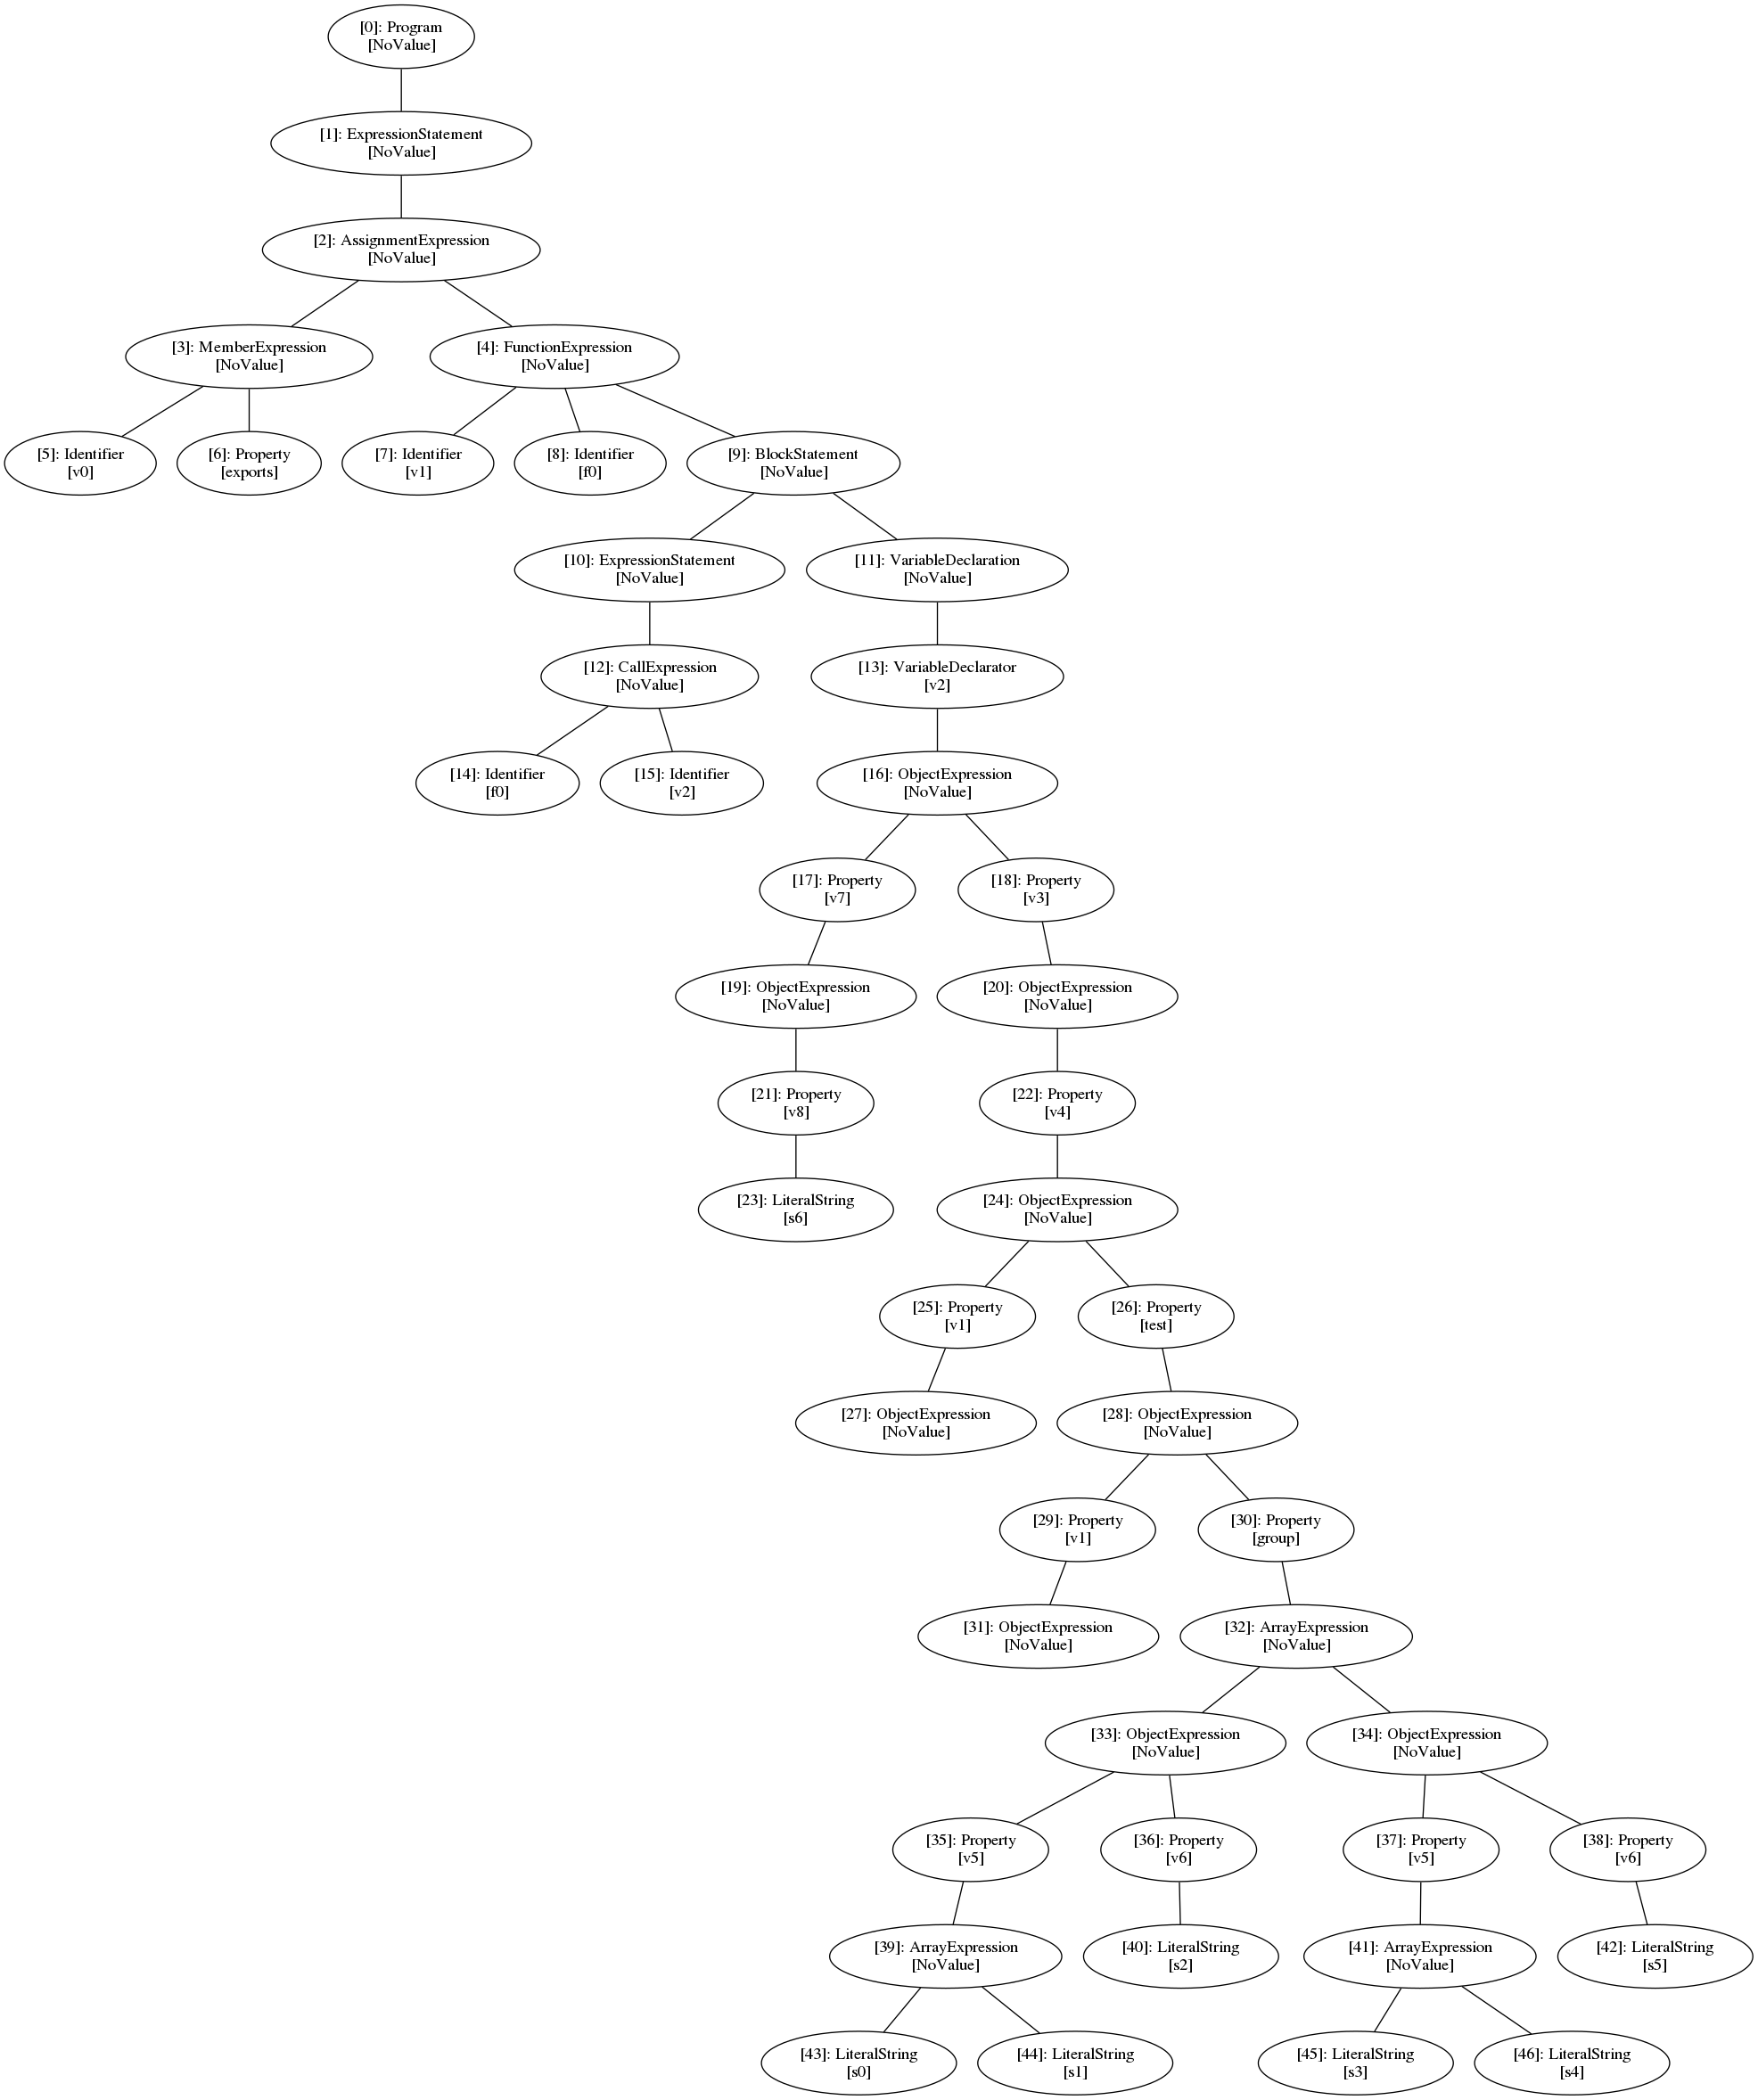 [0]: Program
[NoValue]
[1]: ExpressionStatement
[NoValue]
[2]: AssignmentExpression
[NoValue]
[3]: MemberExpression
[NoValue]
[4]: FunctionExpression
[NoValue]
[5]: Identifier
[v0]
[6]: Property
[exports]
[7]: Identifier
[v1]
[8]: Identifier
[f0]
[9]: BlockStatement
[NoValue]
[10]: ExpressionStatement
[NoValue]
[11]: VariableDeclaration
[NoValue]
[12]: CallExpression
[NoValue]
[13]: VariableDeclarator
[v2]
[14]: Identifier
[f0]
[15]: Identifier
[v2]
[16]: ObjectExpression
[NoValue]
[17]: Property
[v7]
[18]: Property
[v3]
[19]: ObjectExpression
[NoValue]
[20]: ObjectExpression
[NoValue]
[21]: Property
[v8]
[22]: Property
[v4]
[23]: LiteralString
[s6]
[24]: ObjectExpression
[NoValue]
[25]: Property
[v1]
[26]: Property
[test]
[27]: ObjectExpression
[NoValue]
[28]: ObjectExpression
[NoValue]
[29]: Property
[v1]
[30]: Property
[group]
[31]: ObjectExpression
[NoValue]
[32]: ArrayExpression
[NoValue]
[33]: ObjectExpression
[NoValue]
[34]: ObjectExpression
[NoValue]
[35]: Property
[v5]
[36]: Property
[v6]
[37]: Property
[v5]
[38]: Property
[v6]
[39]: ArrayExpression
[NoValue]
[40]: LiteralString
[s2]
[41]: ArrayExpression
[NoValue]
[42]: LiteralString
[s5]
[43]: LiteralString
[s0]
[44]: LiteralString
[s1]
[45]: LiteralString
[s3]
[46]: LiteralString
[s4]